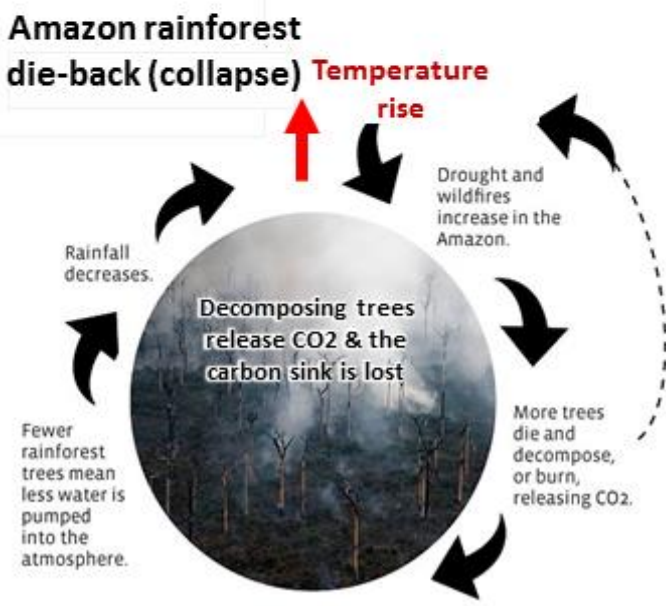 Amazon rainforest
die-back (collapse)
Temperature
rise
Drought and
wildfires
increase in the
Amazon.
More trees
die and
decompose,
or burn,
releasing CO2.
Fewer
rainforest
trees mean
less water is
pumped
into the
atmosphere.
Rainfall
decreases.
Decomposing trees
release CO2 & the
carbon sink is lost